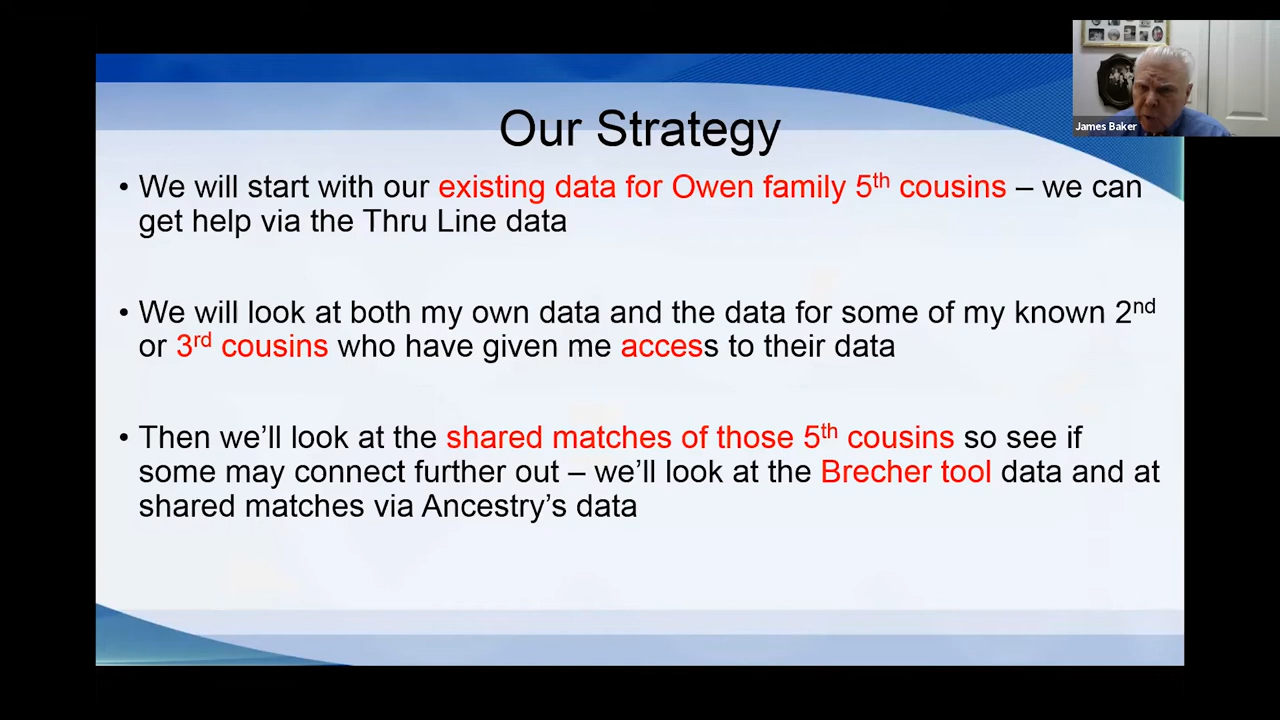 Our Strategy
James Baker
• We will start with our existing data for Owen family 5th cousins – we can
get help via the Thru Line data
• We will look at both my own data and the data for some of my known 2nd
or 3rd cousins who have given me access to their data
• Then we’ll look at the shared matches of those 5th cousins so see if
some may connect further out – we’ll look at the Brecher tool data and at
shared matches via Ancestry’s data